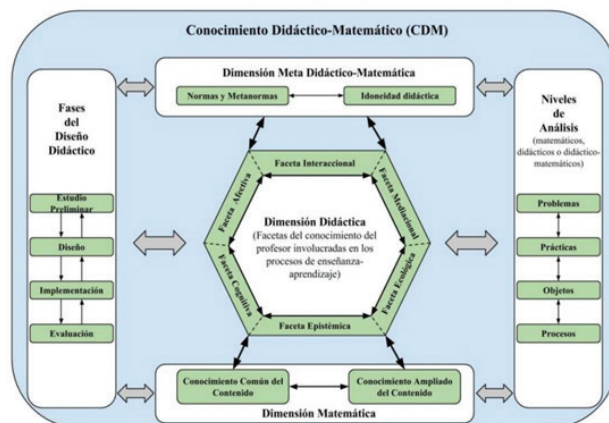 Conocimiento Didáctico-Matemático (CDM)
Dimensión Meta Didáctico-Matemática
Normas y Metanormas
Idoneidad didáctica
Fases
del
Diseño
Didáctico
Estudio
Preliminar
Diseño
Implementación
Evaluación
Faceta Interaccional
Faceta Afectiva
Faceta Mediacional
Dimensión Didáctica
(Facetas del conocimiento del
profesor involucradas en los
procesos de enseñanza-
aprendizaje)
Faceta Cognitiva
Faceta Ecológica
Faceta Epistémica
Niveles
de
Análisis
(matemáticos,
didácticos o didáctico-
matemáticos)
Problemas
Prácticas
Objetos
Procesos
Conocimiento Común del
Contenido
Conocimiento Ampliado
del Contenido
Dimensión Matemática